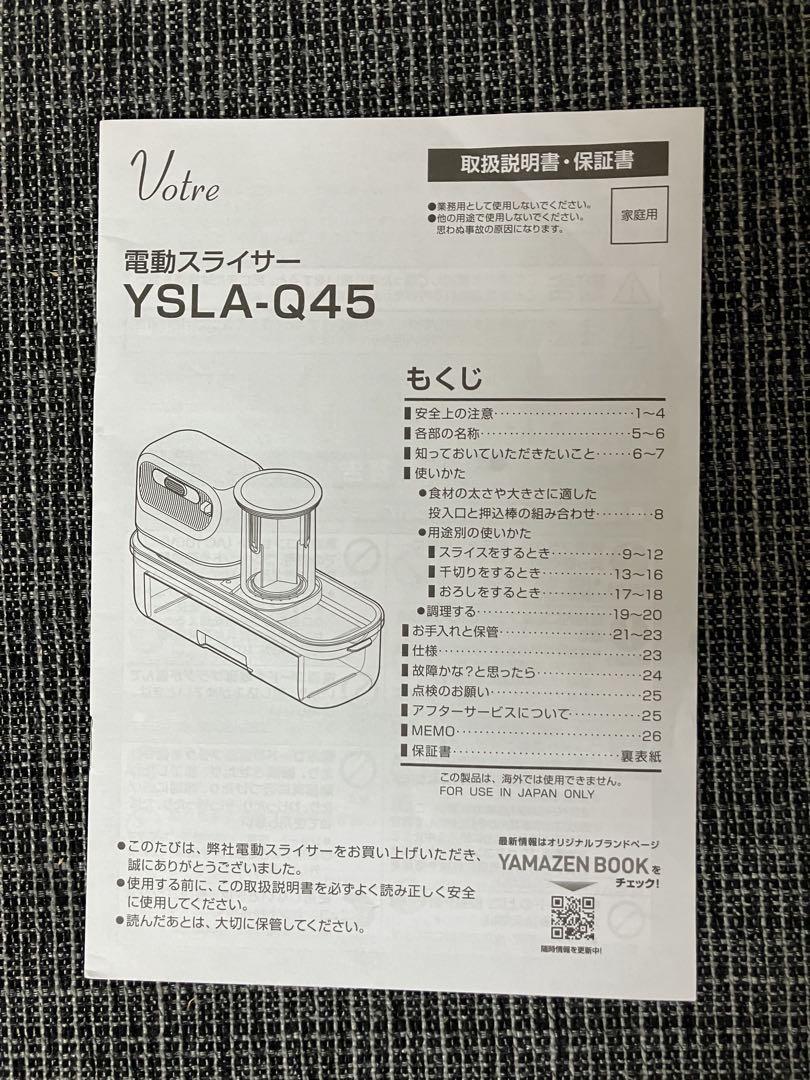 Votre
取扱説明書・保証書
●業務用として使用しないでください。
●他の用途で使用しないでください。
思わぬ事故の原因になります。
家庭用
電動スライサー
YSLA-Q45
もくじ
安全上の注意························1～4
各部の名称··························5～6
知っておいていただきたいこと······6～7
使いかた
●食材の太さや大きさに適した
投入口と押込棒の組み合わせ·········8
●用途別の使いかた
スライスをするとき············9～12
千切りをするとき············13～16
おろしをするとき············17～18
●調理する·······················19～20
お手入れと保管···················21～23
仕様···································23
故障かな?と思ったら··················24
点検のお願い··························25
アフターサービスについて············25
MEMO································26
保証書····························裏表紙
この製品は、海外では使用できません。
FOR USE IN JAPAN ONLY
●このたびは、弊社電動スライサーをお買い上げいただき、
誠にありがとうございました。
●使用する前に、この取扱説明書を必ずよく読み正しく安全
に使用してください。
●読んだあとは、大切に保管してください。
最新情報はオリジナルブランドページ
YAMAZEN BOOKを
チェック!
随時情報を更新中!